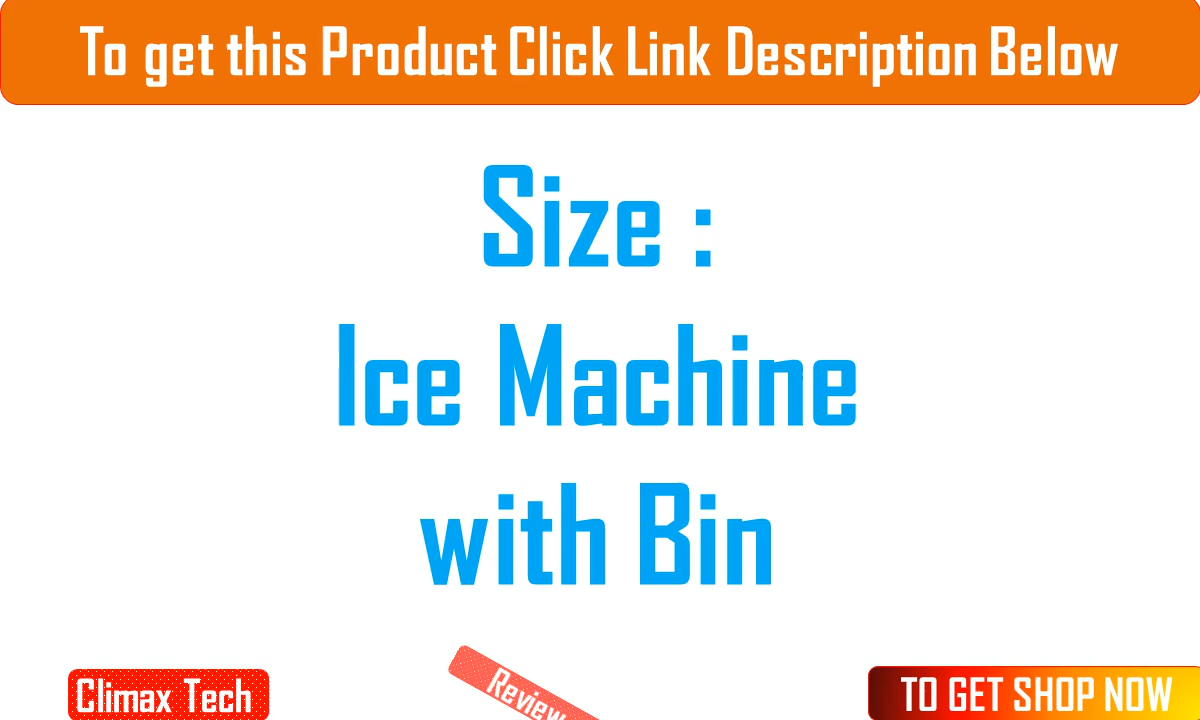 To get this Product Click Link Description Below
Size :
Ice Machine
with Bin
Climax Tech
Review
TO GET SHOP NOW